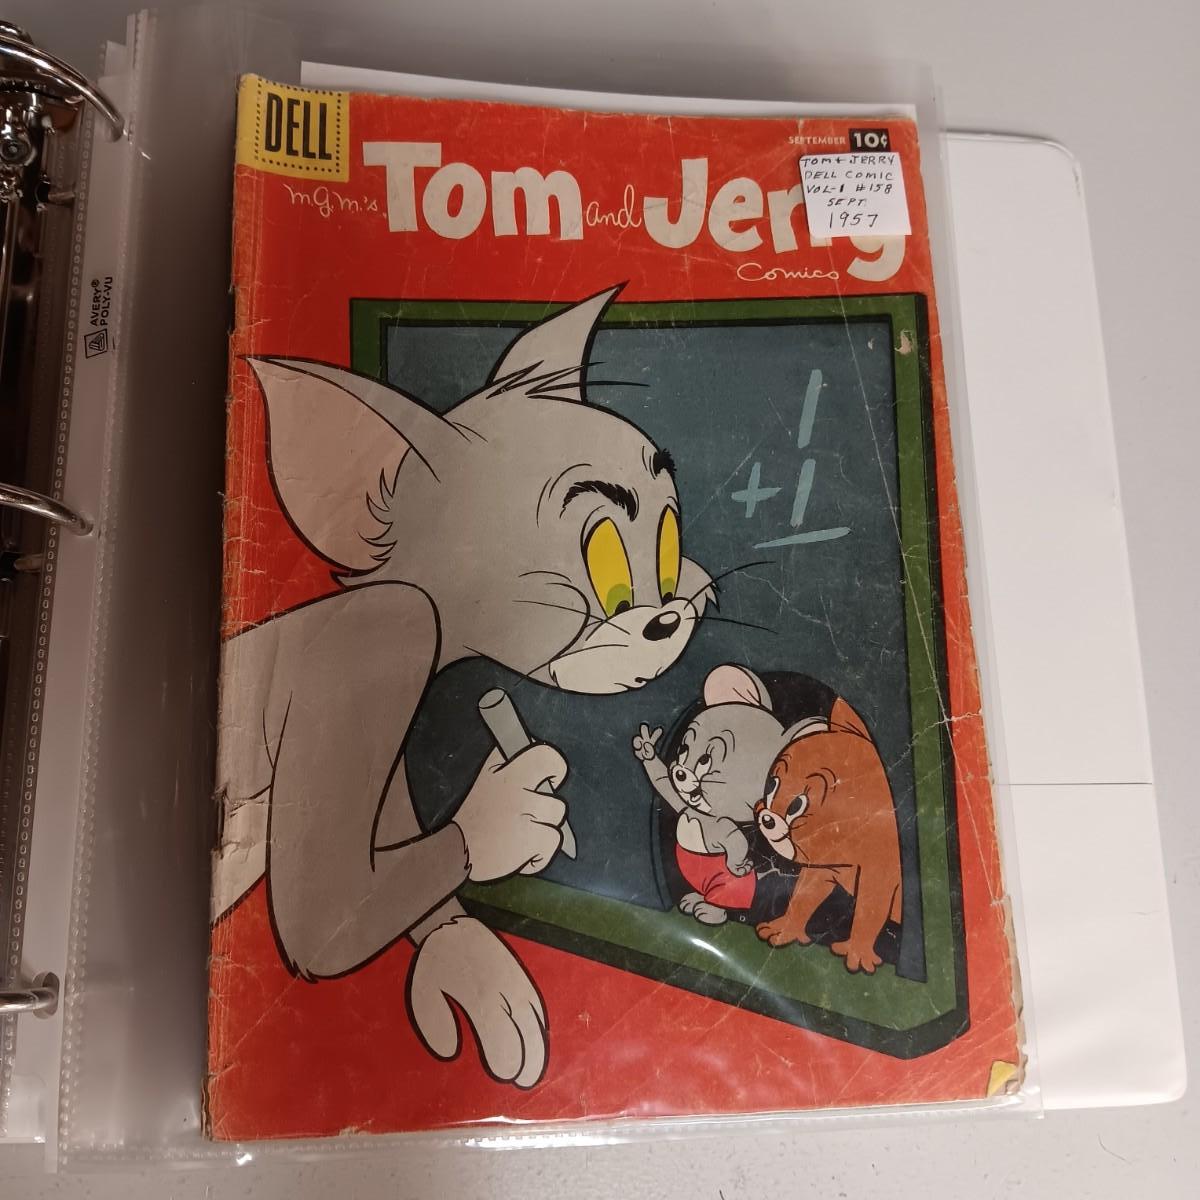 DELL
SEPTEMBER 10¢
M.G.M.'s Tom and Jerry
Comics
TOM + JERRY
DELL COMIC
VOL-1 #158
SEPT.
1957
1
+1
AVERY®
POLY-VU